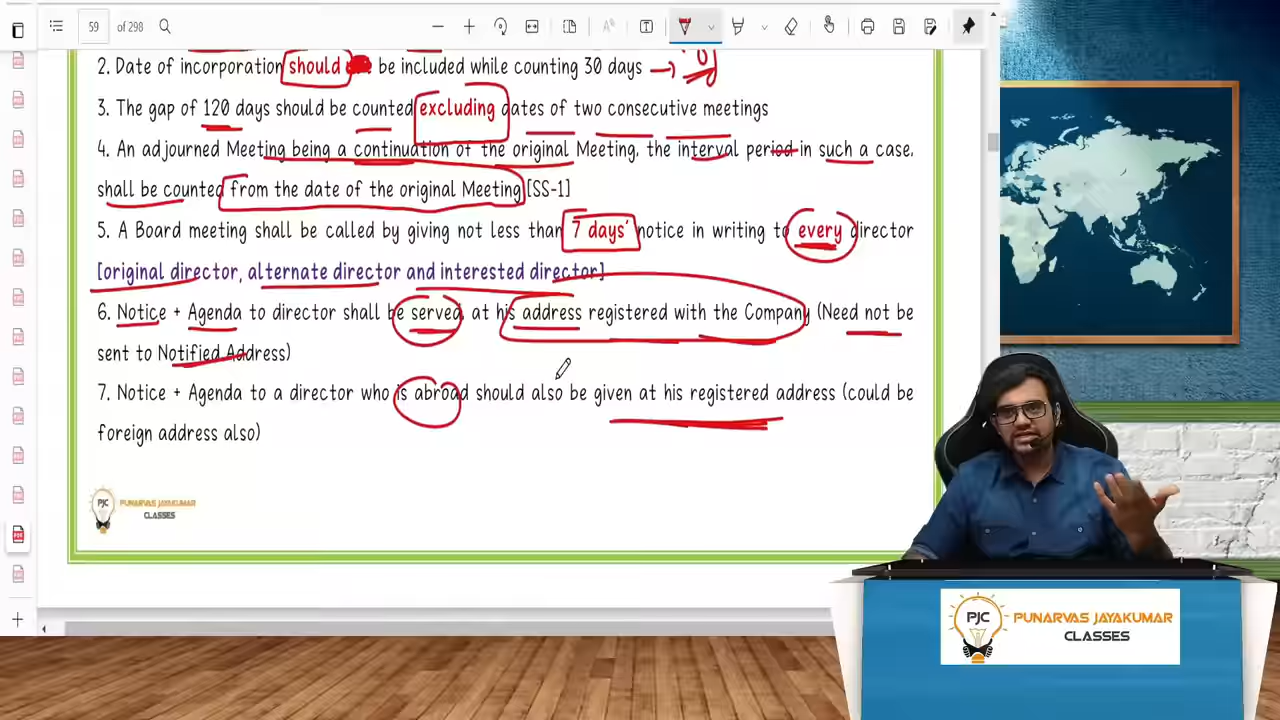 59 of 298
2. Date of incorporation should be included while counting 30 days
3. The gap of 120 days should be counted excluding dates of two consecutive meetings
4. An adjourned Meeting being a continuation of the original Meeting, the interval period in such a case,
shall be counted from the date of the original Meeting [SS-1]
5. A Board meeting shall be called by giving not less than 7 days' notice in writing to every director
[original director, alternate director and interested director]
6. Notice + Agenda to director shall be served, at his address registered with the Company (Need not be
sent to Notified Address)
7. Notice + Agenda to a director who is abroad should also be given at his registered address (could be
foreign address also)
PJC PUNARVAS JAYAKUMAR
CLASSES
PJC PUNARVAS JAYAKUMAR
CLASSES